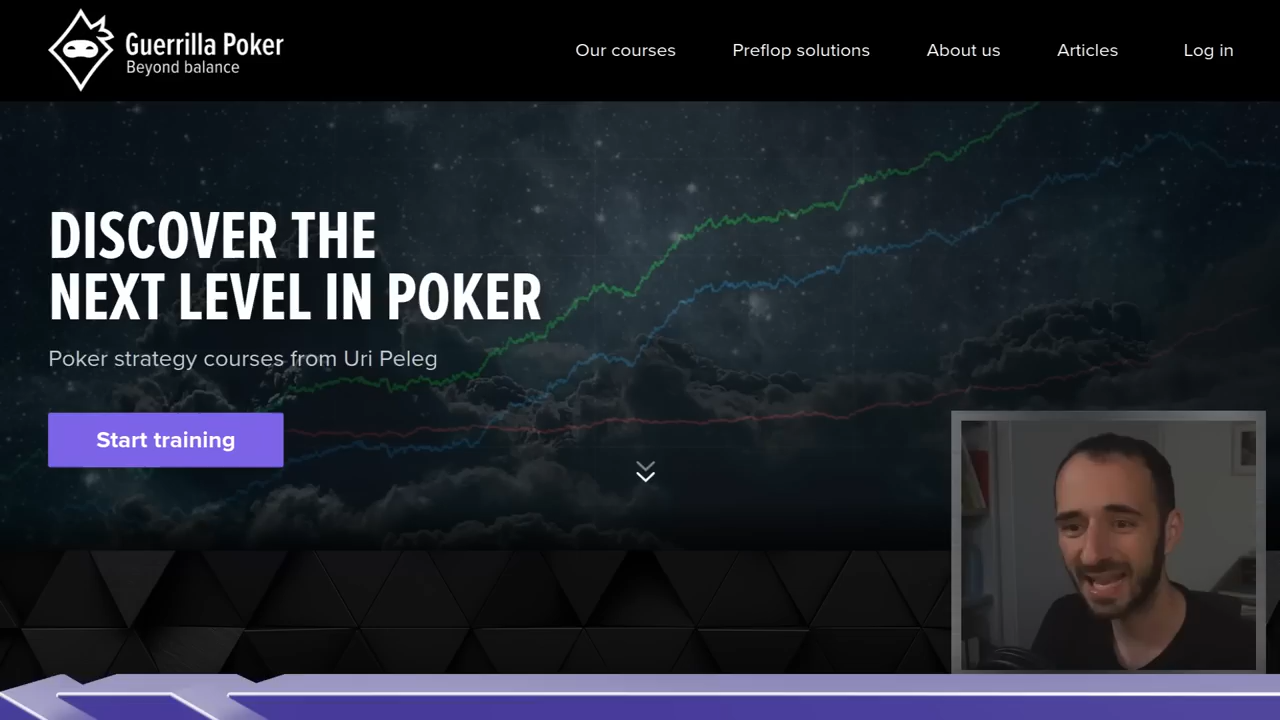 Guerrilla Poker
Beyond balance
Our courses
Preflop solutions
About us
Articles
Log in
DISCOVER THE
NEXT LEVEL IN POKER
Poker strategy courses from Uri Peleg
Start training